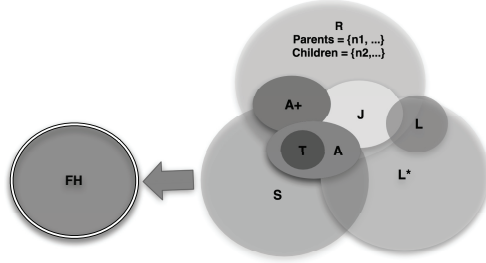 R
Parents = {n1, ...}
Children = {n2,...}
A+
J
L
T
A
FH
L*
S